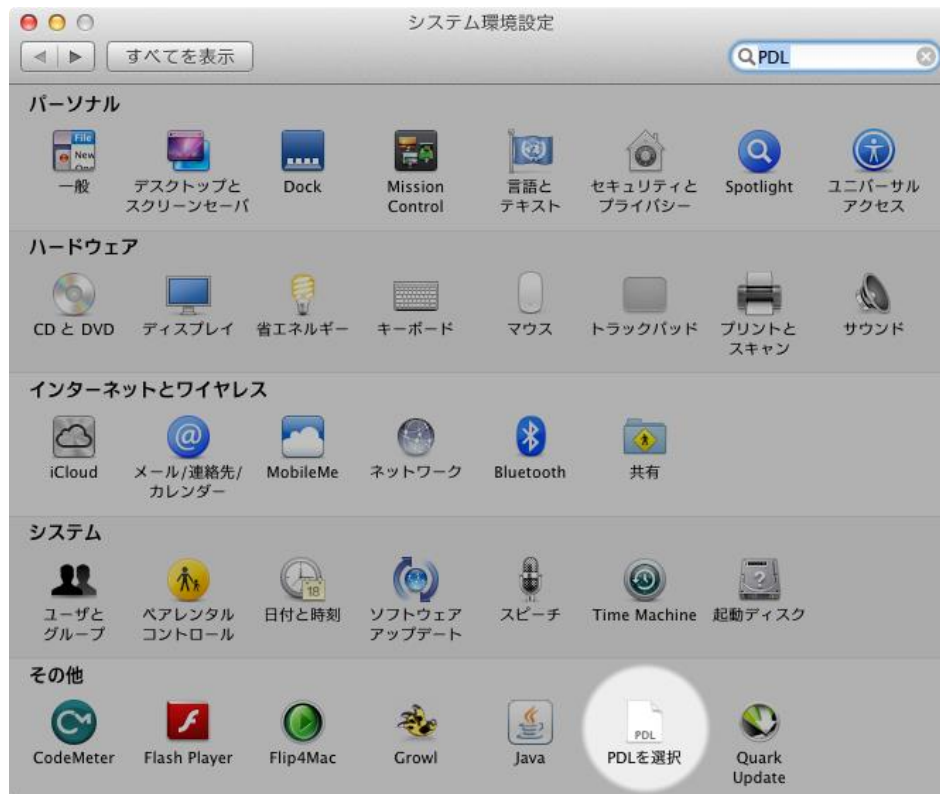 システム環境設定
すべてを表示
PDL
パーソナル
File
New
一般
デスクトップと
スクリーンセーバ
Dock
Mission
Control
言語と
テキスト
セキュリティと
プライバシー
Spotlight
ユニバーサル
アクセス
ハードウェア
CD と DVD
ディスプレイ
省エネルギー
キーボード
マウス
トラックパッド
プリントと
スキャン
サウンド
インターネットとワイヤレス
iCloud
メール/連絡先/
カレンダー
MobileMe
ネットワーク
Bluetooth
共有
システム
ユーザと
グループ
ペアレンタル
コントロール
18
日付と時刻
ソフトウェア
アップデート
スピーチ
Time Machine
起動ディスク
その他
CodeMeter
Flash Player
Flip4Mac
Growl
Java
PDL
PDLを選択
Quark
Update